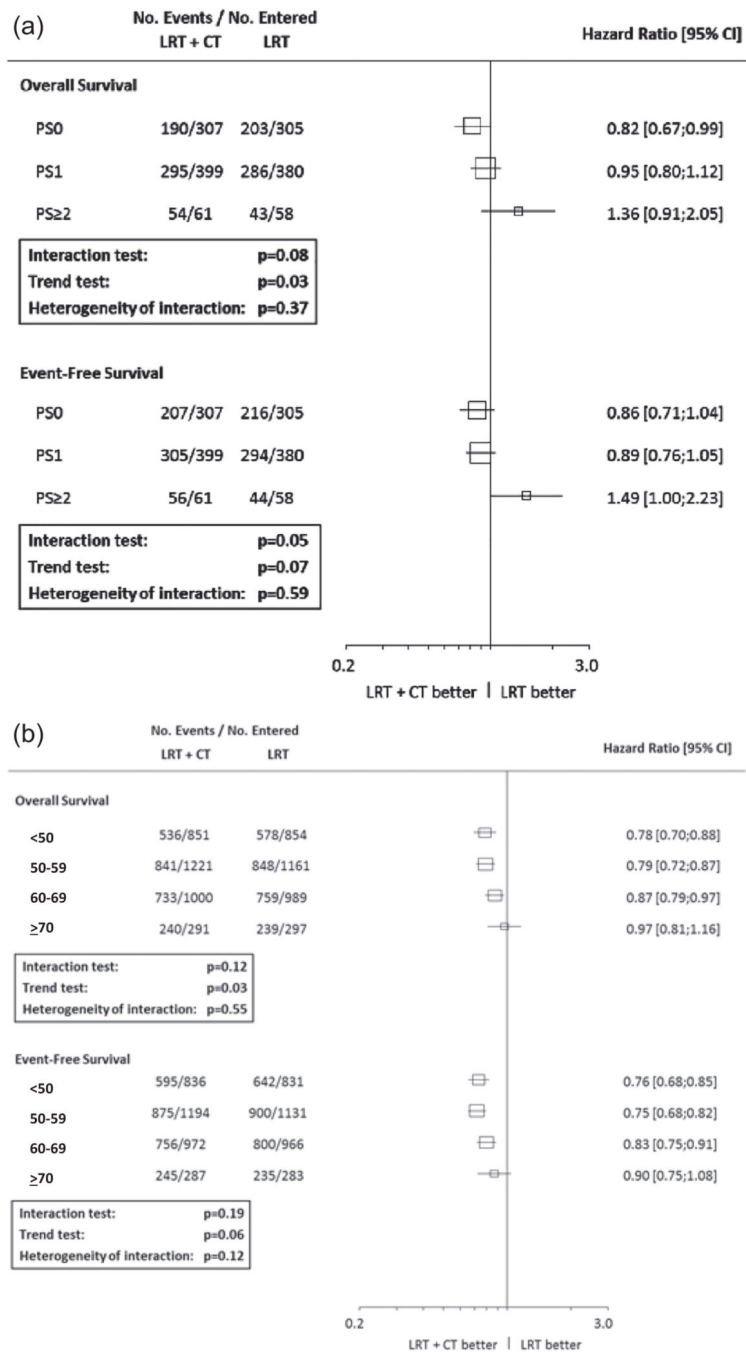 (a)
No. Events / No. Entered
LRT + CT LRT Hazard Ratio [95% CI]
Overall Survival
PS0 190/307 203/305 0.82 [0.67;0.99]
PS1 295/399 286/380 0.95 [0.80;1.12]
PS≥2 54/61 43/58 1.36 [0.91;2.05]
Interaction test: p=0.08
Trend test: p=0.03
Heterogeneity of interaction: p=0.37
Event-Free Survival
PS0 207/307 216/305 0.86 [0.71;1.04]
PS1 305/399 294/380 0.89 [0.76;1.05]
PS≥2 56/61 44/58 1.49 [1.00;2.23]
Interaction test: p=0.05
Trend test: p=0.07
Heterogeneity of interaction: p=0.59
0.2 3.0
LRT + CT better | LRT better
(b)
No. Events / No. Entered
LRT + CT LRT Hazard Ratio [95% CI]
Overall Survival
<50 536/851 578/854 0.78 [0.70;0.88]
50-59 841/1221 848/1161 0.79 [0.72;0.87]
60-69 733/1000 759/989 0.87 [0.79;0.97]
≥70 240/291 239/297 0.97 [0.81;1.16]
Interaction test: p=0.12
Trend test: p=0.03
Heterogeneity of interaction: p=0.55
Event-Free Survival
<50 595/836 642/831 0.76 [0.68;0.85]
50-59 875/1194 900/1131 0.75 [0.68;0.82]
60-69 756/972 800/966 0.83 [0.75;0.91]
≥70 245/287 235/283 0.90 [0.75;1.08]
Interaction test: p=0.19
Trend test: p=0.06
Heterogeneity of interaction: p=0.12
0.2 3.0
LRT + CT better | LRT better